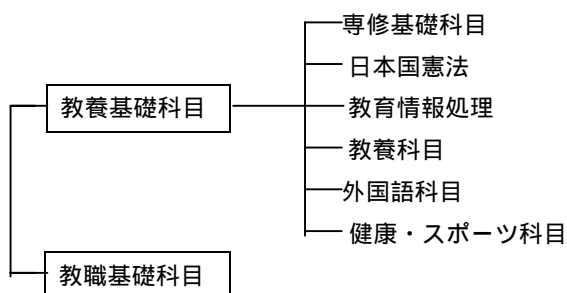 専修基礎科目
日本国憲法
教養基礎科目
教育情報処理
教養科目
外国語科目
健康・スポーツ科目
教職基礎科目